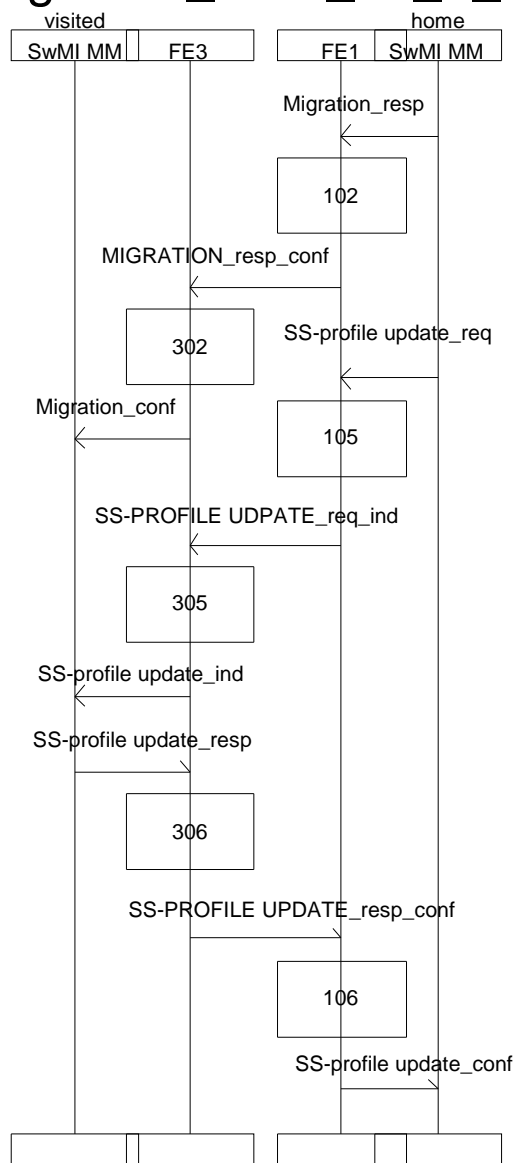 visited
home
SwMI MM
FE3
FE1
SwMI MM
Migration_resp
102
MIGRATION_resp_conf
302
SS-profile update_req
Migration_conf
105
SS-PROFILE UDPATE_req_ind
305
SS-profile update_ind
SS-profile update_resp
306
SS-PROFILE UPDATE_resp_conf
106
SS-profile update_conf